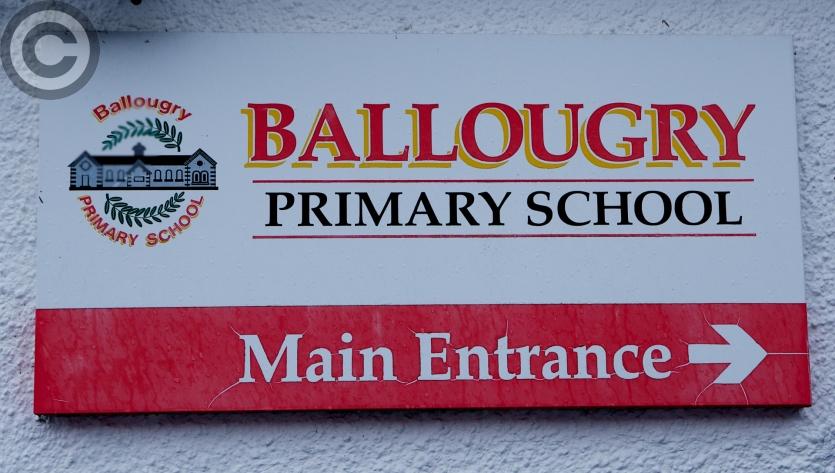 ©
Ballougry
PRIMARY SCHOOL
BALLOUGRY
PRIMARY SCHOOL
Main Entrance